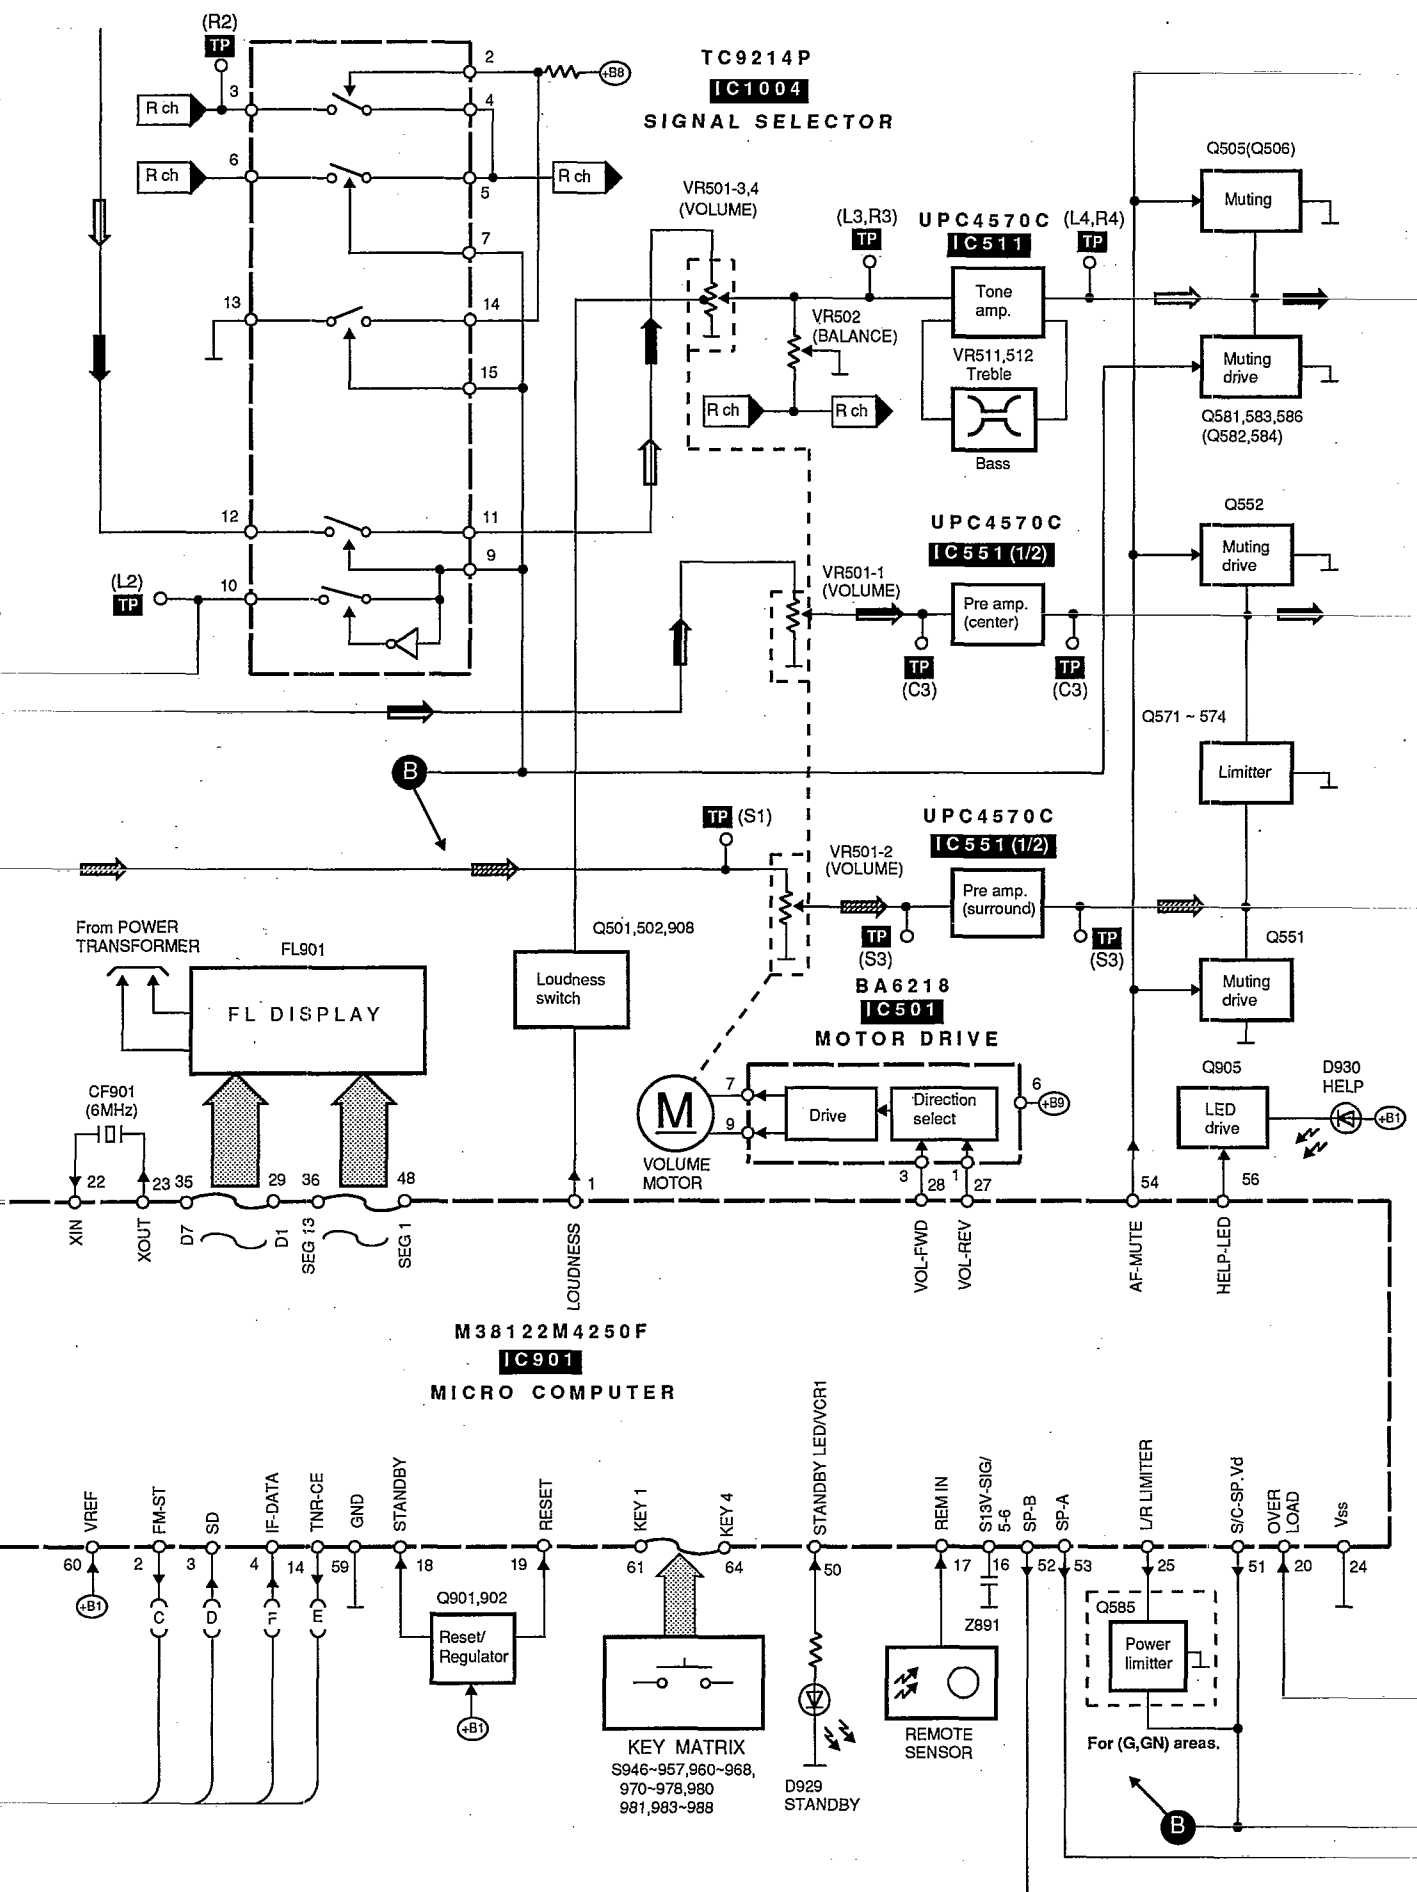 (R2)
TP
TC9214P
IC1004
SIGNAL SELECTOR
2
+B8
3
R ch
4
Q505(Q506)
Muting
6
R ch
5
R ch
VR501-3,4
(VOLUME)
(L3,R3)
TP
UPC4570C
IC511
(L4,R4)
TP
7
13
14
Tone
amp.
VR502
(BALANCE)
VR511,512
Treble
Muting
drive
15
R ch
R ch
Q581,583,586
(Q582,584)
Bass
12
11
Q552
UPC4570C
IC551 (1/2)
Muting
drive
9
(L2)
TP
10
VR501-1
(VOLUME)
Pre amp.
(center)
TP
(C3)
TP
(C3)
Q571 ~ 574
B
Limitter
TP (S1)
UPC4570C
IC551 (1/2)
VR501-2
(VOLUME)
Pre amp.
(surround)
From POWER
TRANSFORMER
FL901
Q501,502,908
TP
(S3)
TP
(S3)
Q551
Loudness
switch
Muting
drive
FL DISPLAY
BA6218
IC501
MOTOR DRIVE
CF901
(6MHz)
Q905
D930
HELP
M
7
9
Drive
Direction
select
6
+B9
LED
drive
+B1
VOLUME
MOTOR
3
1
22
23
35
29
36
48
1
28
27
54
56
XIN
XOUT
D7
D1
SEG 13
SEG 1
LOUDNESS
VOL-FWD
VOL-REV
AF-MUTE
HELP-LED
M38122M4250F
IC901
MICRO COMPUTER
VREF
FM-ST
SD
IF-DATA
TNR-CE
GND
STANDBY
RESET
KEY 1
KEY 4
STANDBY LED/VCR1
REM IN
S13V-SIG/
5-6
SP-B
SP-A
L/R LIMITER
S/C-SP.Vd
OVER
LOAD
Vss
60
2
3
4
14
59
18
19
61
64
50
17
16
52
53
25
51
20
24
+B1
C
D
F
E
Q901,902
Reset/
Regulator
+B1
Z891
Q585
Power
limitter
For (G,GN) areas.
KEY MATRIX
S946~957,960~968,
970~978,980
981,983~988
D929
STANDBY
REMOTE
SENSOR
B